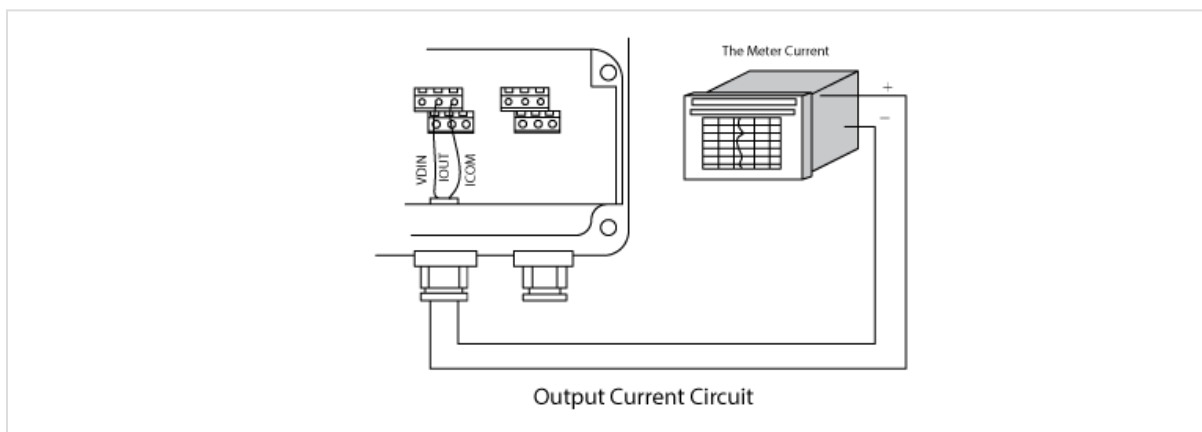 The Meter Current
+
−
VDIN
IOUT
ICOM
Output Current Circuit